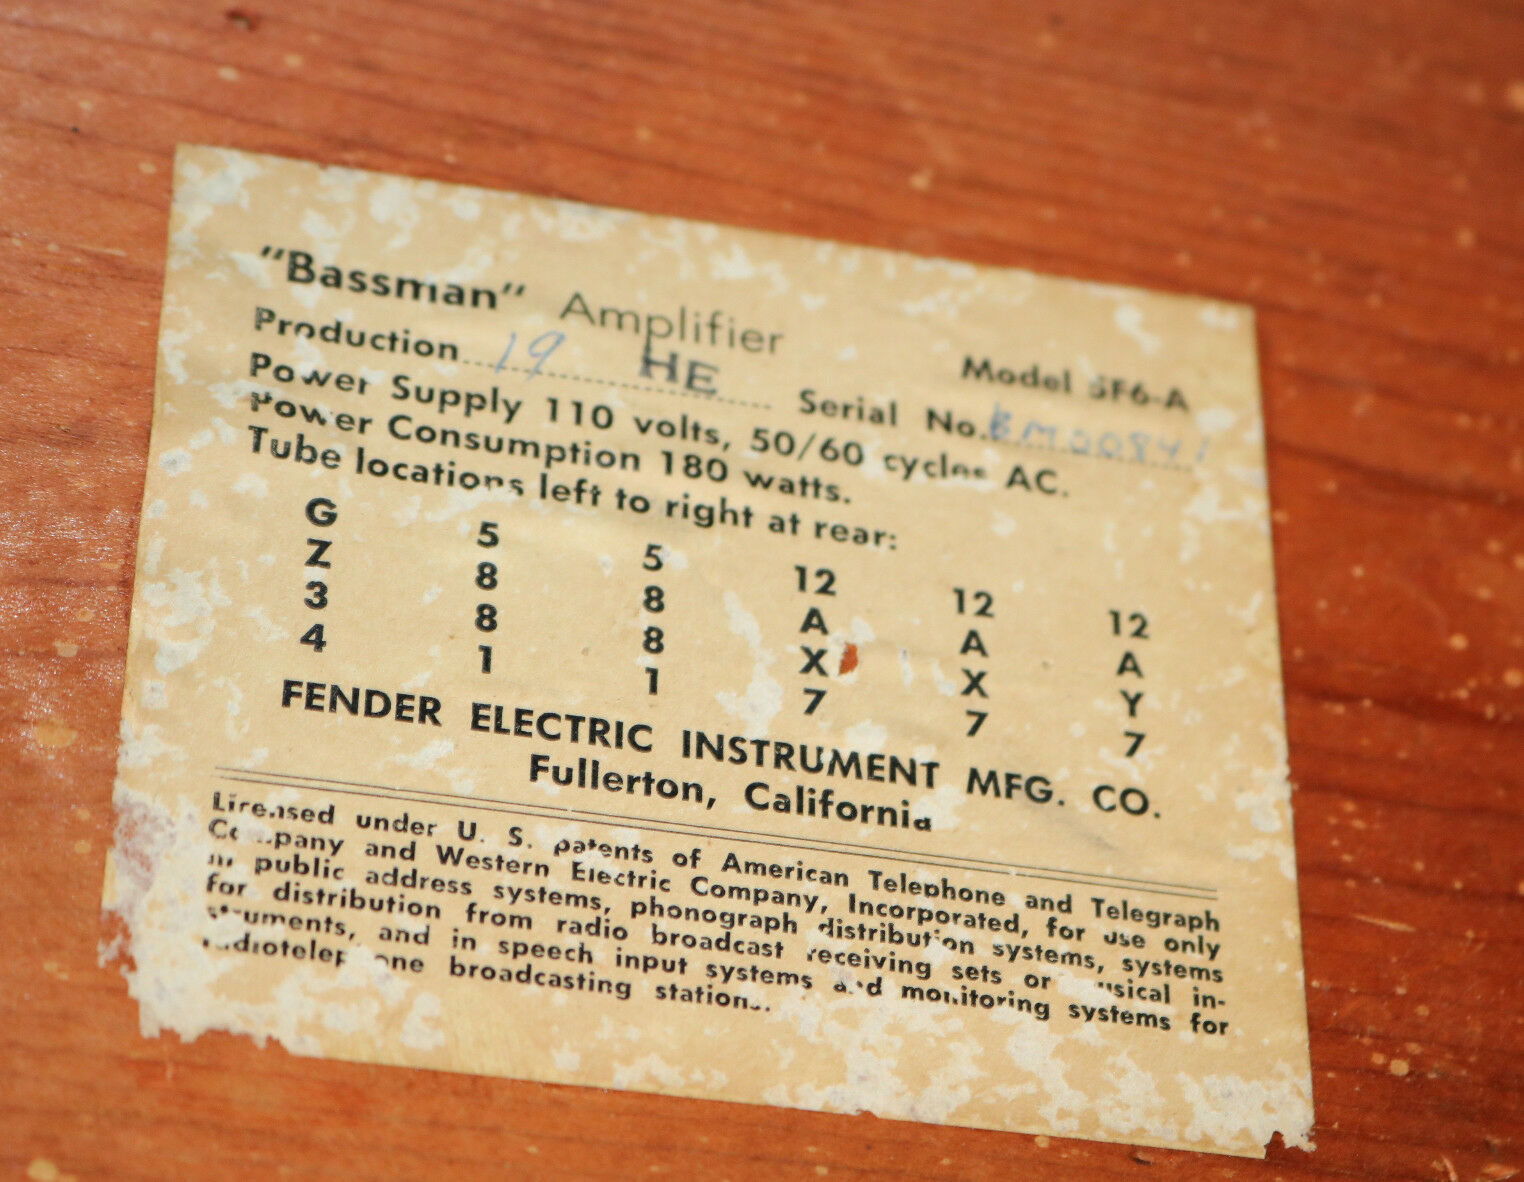 "Bassman" Amplifier
Model 5F6-A
Production 19 HE Serial No. BM00841
Power Supply 110 volts, 50/60 cycles AC.
Power Consumption 180 watts.
Tube locations left to right at rear:
G 5 5 12 12 12
Z 8 8 A A A
3 8 8 X X Y
4 1 1 7 7 7
FENDER ELECTRIC INSTRUMENT MFG. CO.
Fullerton, California
Licensed under U. S. patents of American Telephone and Telegraph
Company and Western Electric Company, Incorporated, for use only
in public address systems, phonograph distribution systems, systems
for distribution from radio broadcast receiving sets or musical in-
struments, and in speech input systems and monitoring systems for
radiotelephone broadcasting stations.